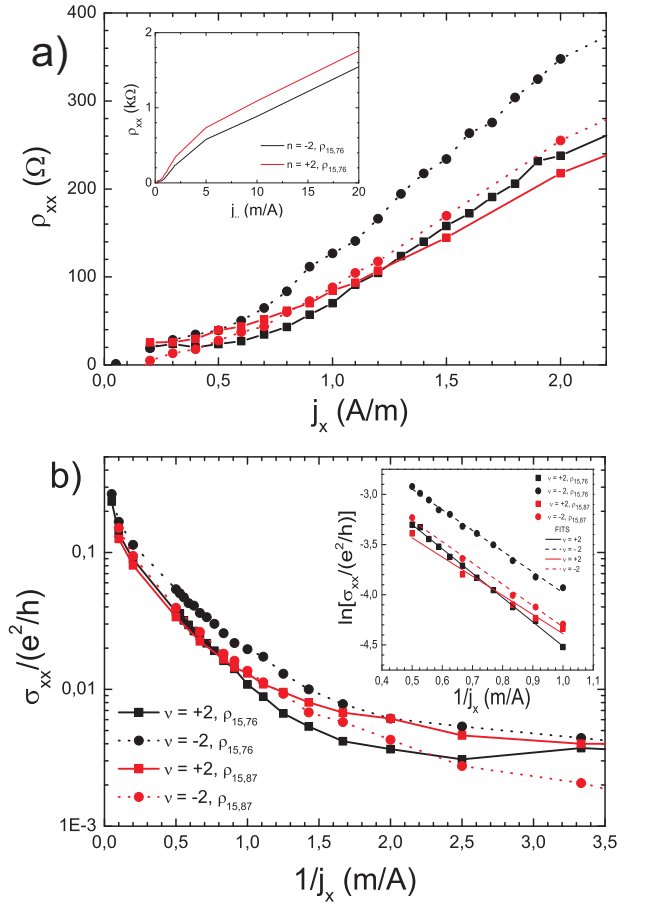 a)
400
300
200
100
0
ρxx (Ω)
0,0 0,5 1,0 1,5 2,0
jx (A/m)
2
1
0
ρxx (kΩ)
0 5 10 15 20
j.. (m/A)
n = -2, ρ15,76
n = +2, ρ15,76
b)
0,1
0,01
1E-3
σxx/(e²/h)
0,0 0,5 1,0 1,5 2,0 2,5 3,0 3,5
1/jx (m/A)
ν = +2, ρ15,76
ν = -2, ρ15,76
ν = +2, ρ15,87
ν = -2, ρ15,87
-3,0
-3,5
-4,0
-4,5
ln[σxx/(e²/h)]
0,4 0,5 0,6 0,7 0,8 0,9 1,0 1,1
1/jx (m/A)
ν = +2, ρ15,76
ν = -2, ρ15,76
ν = +2, ρ15,87
ν = -2, ρ15,87
FITS
ν = +2
ν = -2
ν = +2
ν = -2